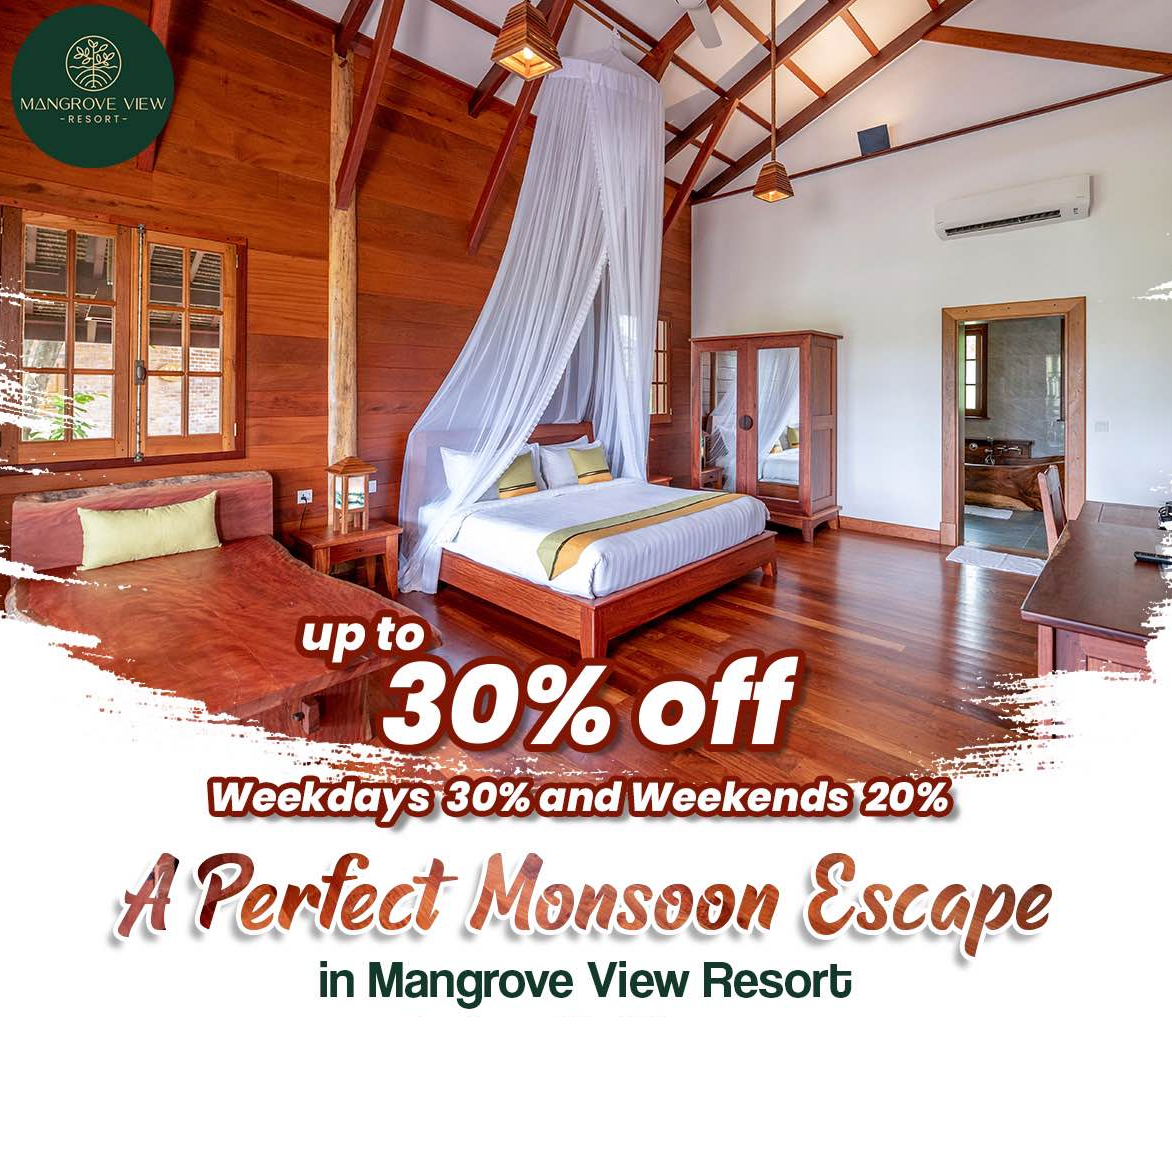 MANGROVE VIEW
-RESORT-
up to
30% off
Weekdays 30% and Weekends 20%
A Perfect Monsoon Escape
in Mangrove View Resort